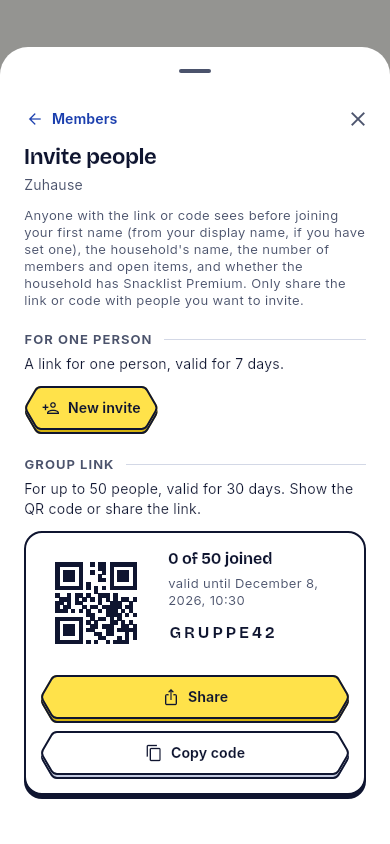 Members
Invite people
Zuhause
Anyone with the link or code sees before joining
your first name (from your display name, if you have
set one), the household's name, the number of
members and open items, and whether the
household has Snacklist Premium. Only share the
link or code with people you want to invite.
FOR ONE PERSON
A link for one person, valid for 7 days.
New invite
GROUP LINK
For up to 50 people, valid for 30 days. Show the
QR code or share the link.
0 of 50 joined
valid until December 8,
2026, 10:30
GRUPPE42
Share
Copy code